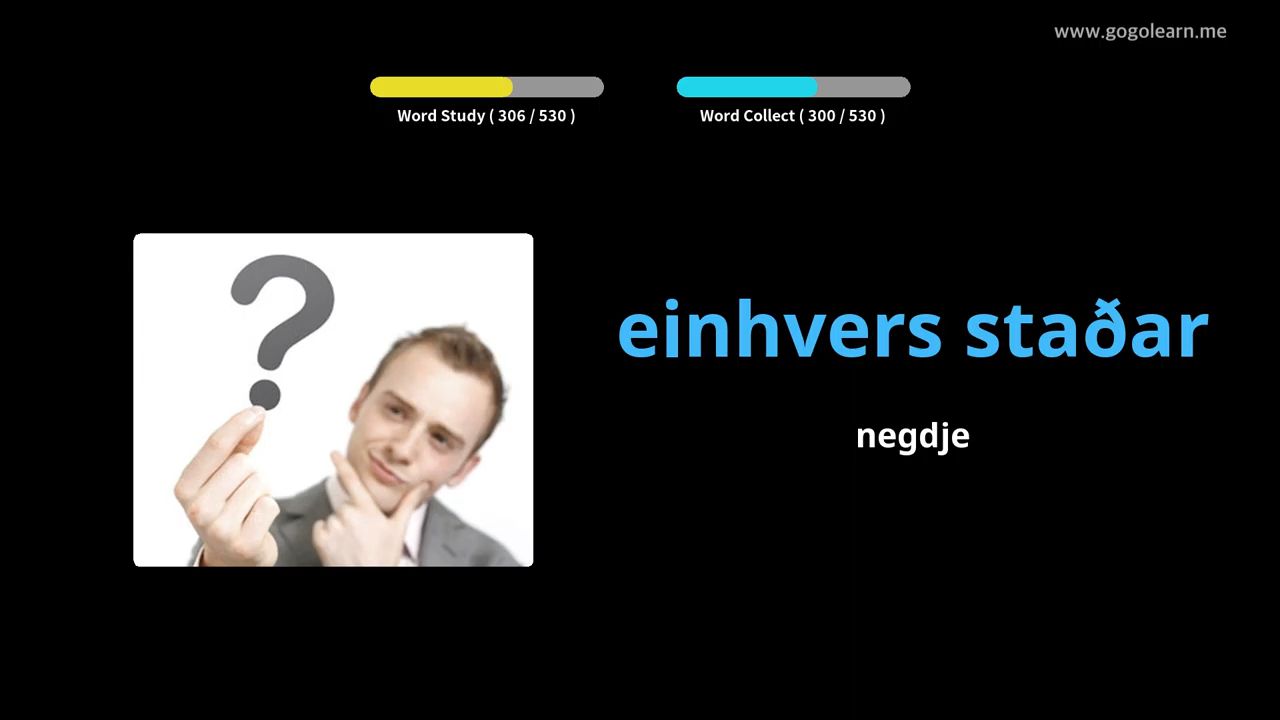 www.gogolearn.me
Word Study ( 306 / 530 )
Word Collect ( 300 / 530 )
?
einhvers staðar
negdje